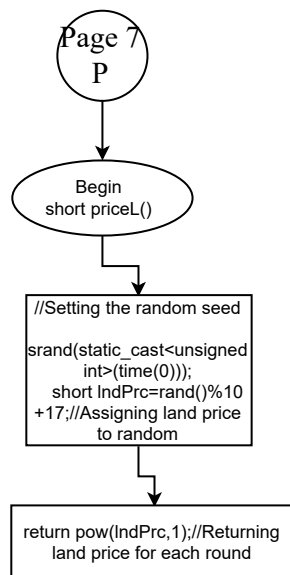 Page 7
P
Begin
short priceL()
//Setting the random seed
srand(static_cast<unsigned
int>(time(0)));
short lndPrc=rand()%10
+17;//Assigning land price
to random
return pow(lndPrc,1);//Returning
land price for each round